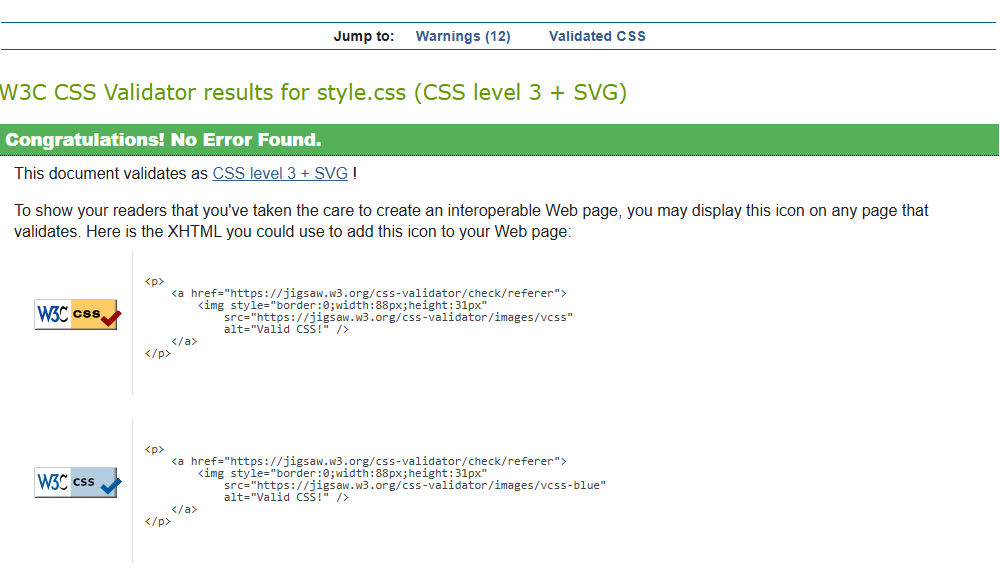 Jump to: Warnings (12) Validated CSS
W3C CSS Validator results for style.css (CSS level 3 + SVG)
Congratulations! No Error Found.
This document validates as CSS level 3 + SVG !
To show your readers that you've taken the care to create an interoperable Web page, you may display this icon on any page that
validates. Here is the XHTML you could use to add this icon to your Web page:
W3C css
<p>
    <a href="https://jigsaw.w3.org/css-validator/check/referer">
        <img style="border:0;width:88px;height:31px"
            src="https://jigsaw.w3.org/css-validator/images/vcss"
            alt="Valid CSS!" />
    </a>
</p>
W3C css
<p>
    <a href="https://jigsaw.w3.org/css-validator/check/referer">
        <img style="border:0;width:88px;height:31px"
            src="https://jigsaw.w3.org/css-validator/images/vcss-blue"
            alt="Valid CSS!" />
    </a>
</p>